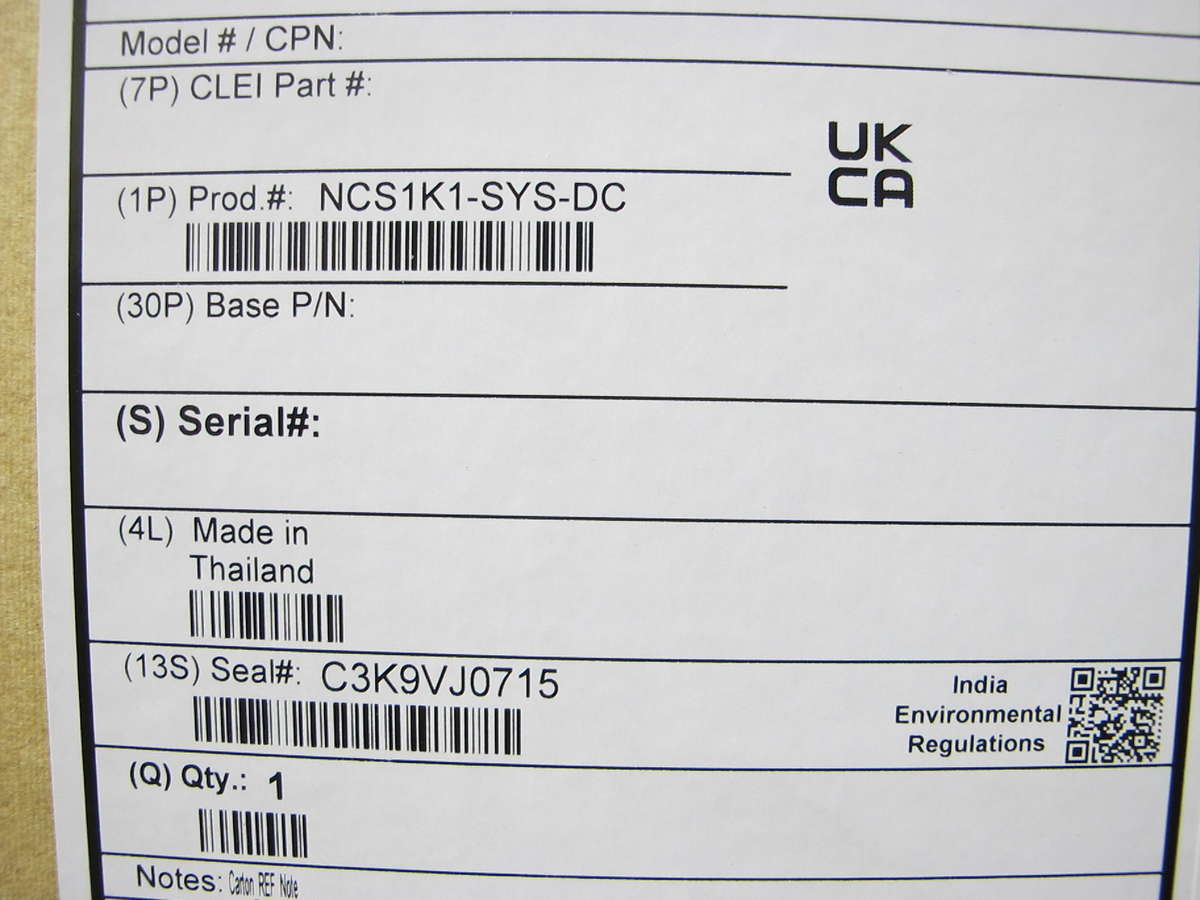 Model # / CPN:
(7P) CLEI Part #:
UK
CA
(1P) Prod.#: NCS1K1-SYS-DC
(30P) Base P/N:
(S) Serial#:
(4L) Made in
Thailand
(13S) Seal#: C3K9VJ0715
India
Environmental
Regulations
(Q) Qty.: 1
Notes: Carton REF Note